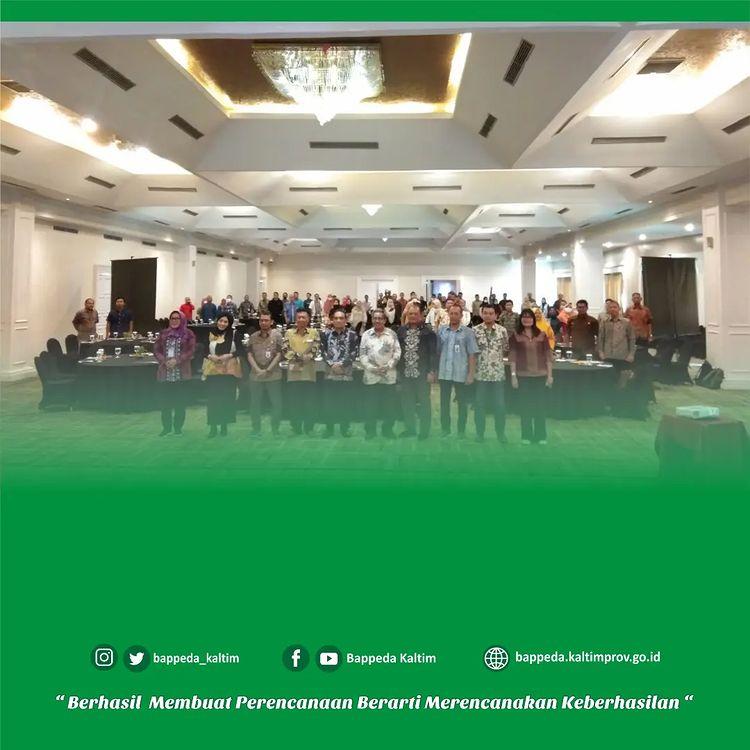 bappeda_kaltim
Bappeda Kaltim
bappeda.kaltimprov.go.id
“ Berhasil Membuat Perencanaan Berarti Merencanakan Keberhasilan “